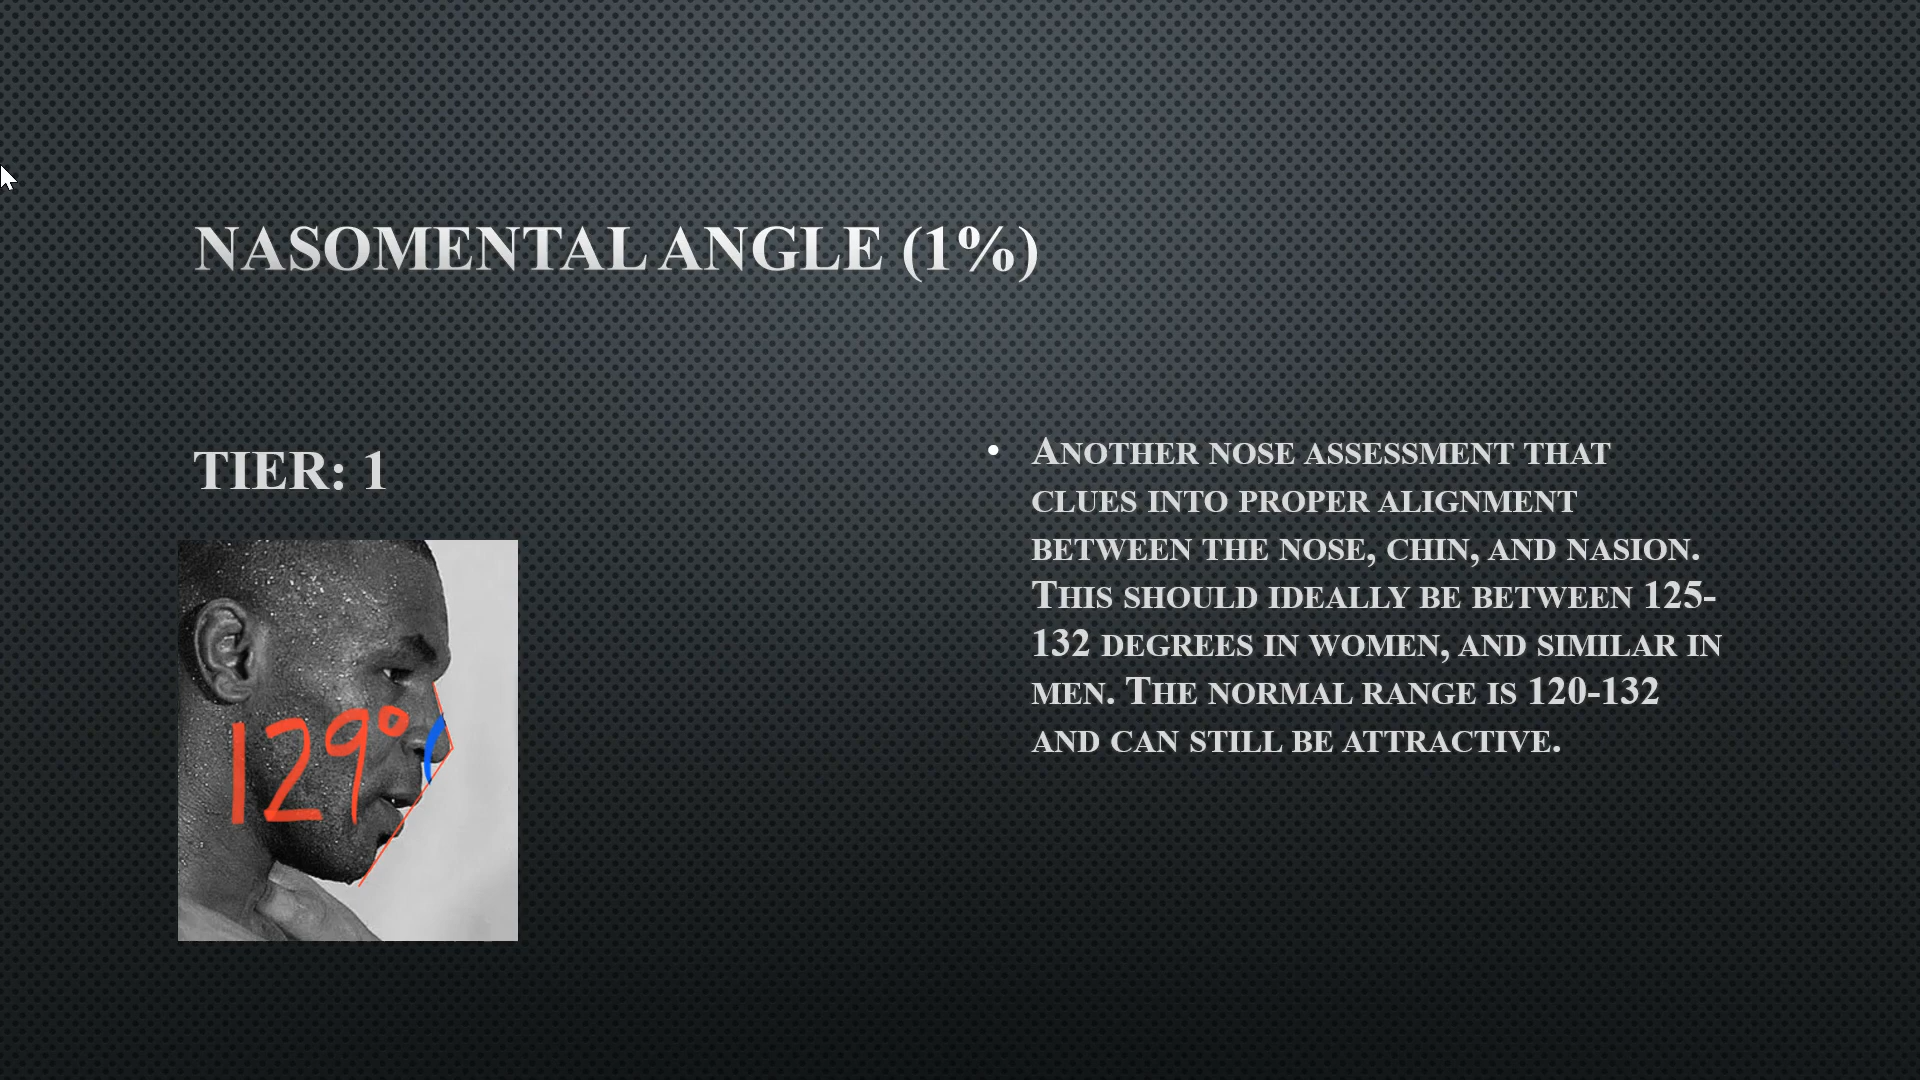 NASOMENTAL ANGLE (1%)
TIER: 1
129°
• ANOTHER NOSE ASSESSMENT THAT
CLUES INTO PROPER ALIGNMENT
BETWEEN THE NOSE, CHIN, AND NASION.
THIS SHOULD IDEALLY BE BETWEEN 125-
132 DEGREES IN WOMEN, AND SIMILAR IN
MEN. THE NORMAL RANGE IS 120-132
AND CAN STILL BE ATTRACTIVE.